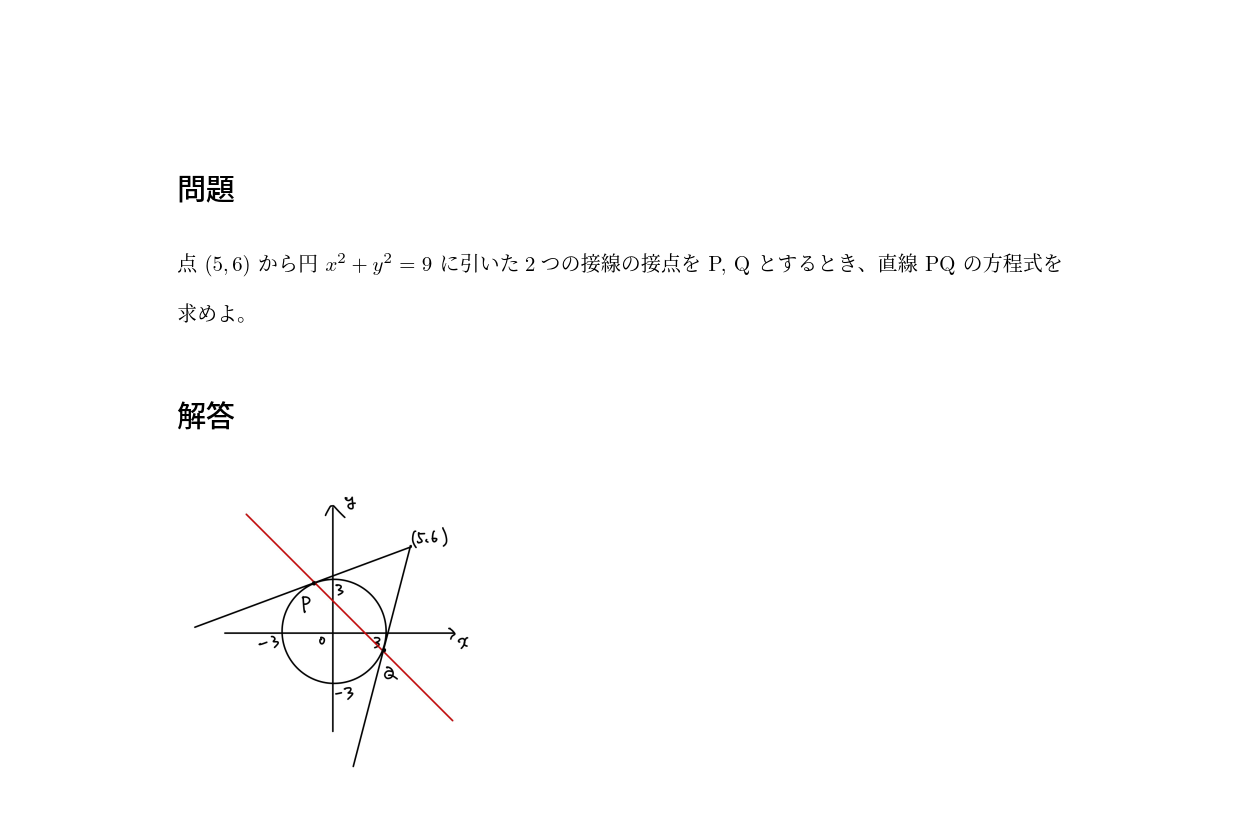 問題
点 (5, 6) から円 x² + y² = 9 に引いた 2 つの接線の接点を P, Q とするとき、直線 PQ の方程式を
求めよ。
解答
y
(5,6)
3
P
-3
0
3
x
Q
-3